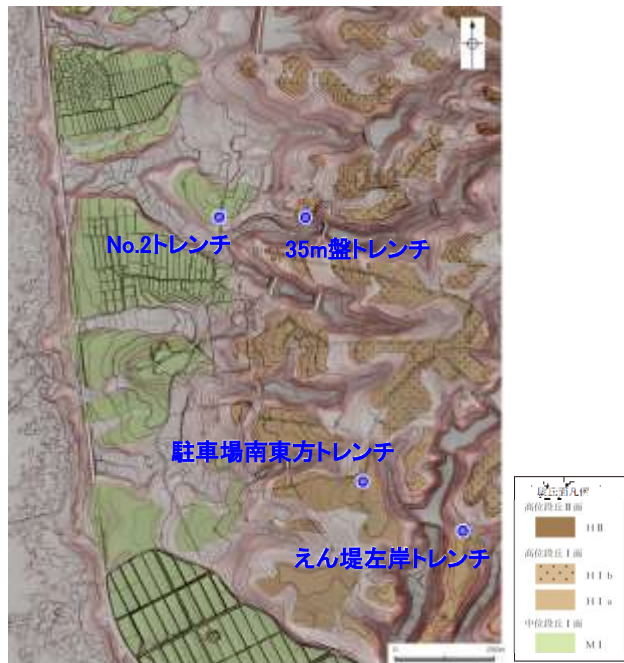 No.2トレンチ
35m盤トレンチ
駐車場南東方トレンチ
えん堤左岸トレンチ
高位段丘Ⅱ面
HⅡ
高位段丘Ⅰ面
HⅠb
HⅠa
中位段丘Ⅰ面
MⅠ